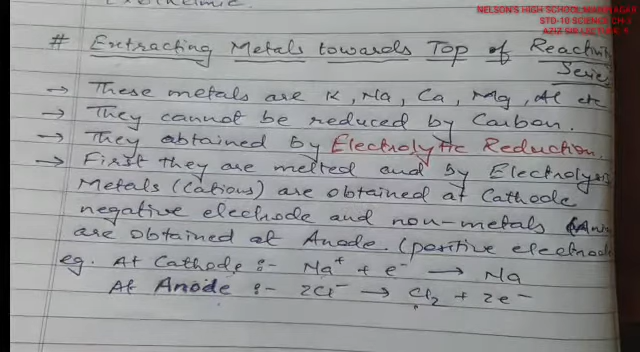 NELSON'S HIGH SCHOOL
STD-10 SCIENCE CH-3
# Extracting Metals towards Top of Reactivity
Series
→ These metals are K, Na, Ca, Mg, Al etc
→ They cannot be reduced by Carbon.
→ They obtained by Electrolytic Reduction.
→ First they are melted and by Electrolysis
Metals (Cations) are obtained at Cathode
negative electrode and non-metals
are obtained at Anode. (positive electrode
eg. At Cathode :- Na⁺ + e⁻ → Na
At Anode :- 2Cl⁻ → Cl₂ + 2e⁻